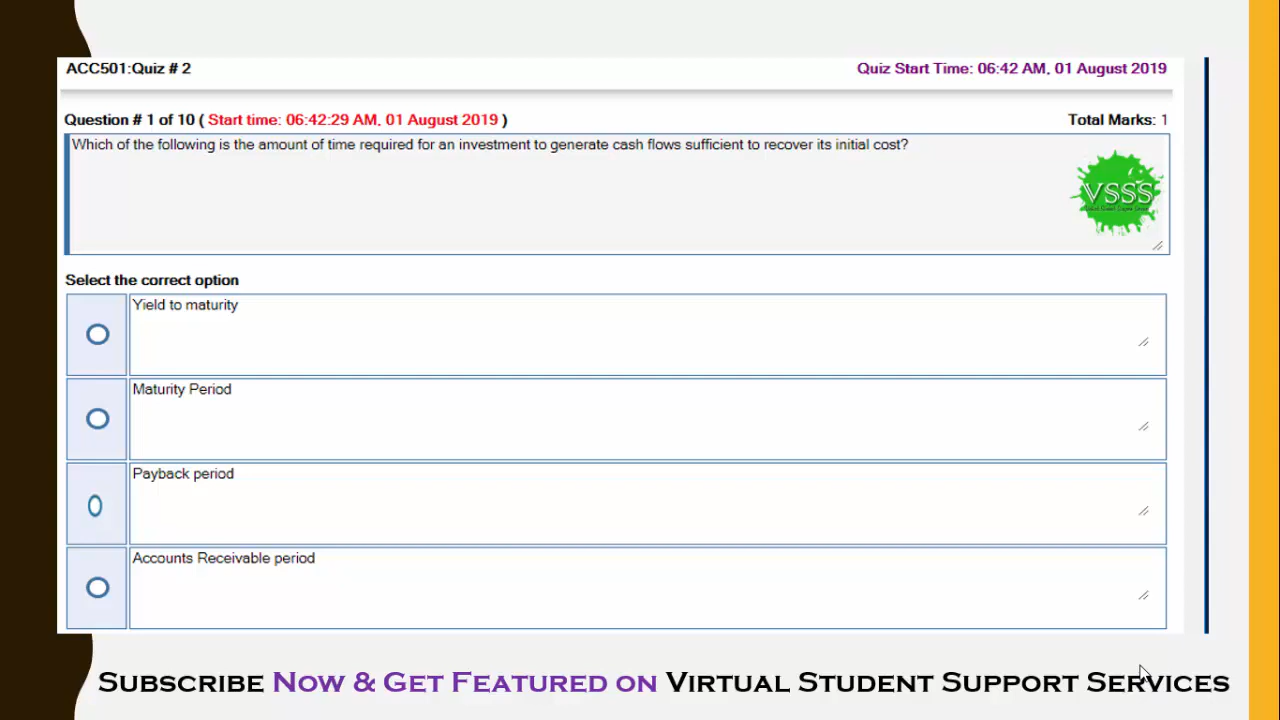 ACC501:Quiz # 2
Quiz Start Time: 06:42 AM, 01 August 2019
Question # 1 of 10 ( Start time: 06:42:29 AM, 01 August 2019 )
Total Marks: 1
Which of the following is the amount of time required for an investment to generate cash flows sufficient to recover its initial cost?
VSSS
Select the correct option
Yield to maturity
Maturity Period
Payback period
Accounts Receivable period
Subscribe Now & Get Featured on Virtual Student Support Services